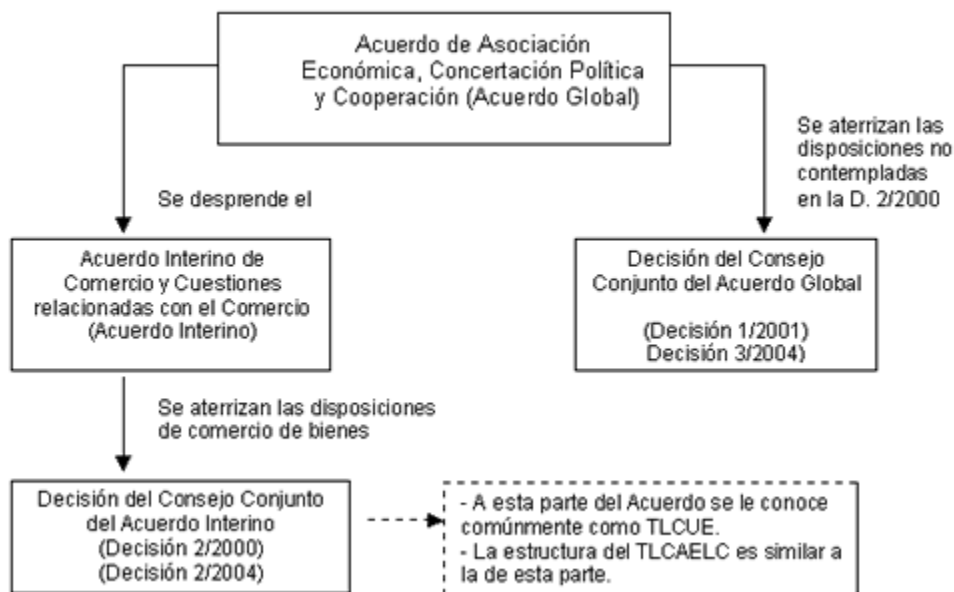 Acuerdo de Asociación
Económica, Concertación Política
y Cooperación (Acuerdo Global)
Se aterrizan las
disposiciones no
contempladas
en la D. 2/2000
Se desprende el
Acuerdo Interino de
Comercio y Cuestiones
relacionadas con el Comercio
(Acuerdo Interino)
Decisión del Consejo
Conjunto del Acuerdo Global
(Decisión 1/2001)
Decisión 3/2004)
Se aterrizan las disposiciones
de comercio de bienes
Decisión del Consejo Conjunto
del Acuerdo Interino
(Decisión 2/2000)
(Decisión 2/2004)
- A esta parte del Acuerdo se le conoce
comúnmente como TLCUE.
- La estructura del TLCAELC es similar a
la de esta parte.